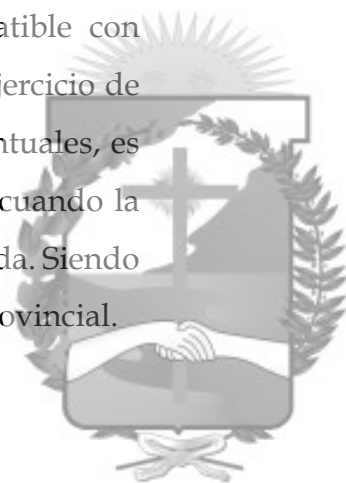 atible con
jercicio de
ntuales, es
cuando la
da. Siendo
ovincial.